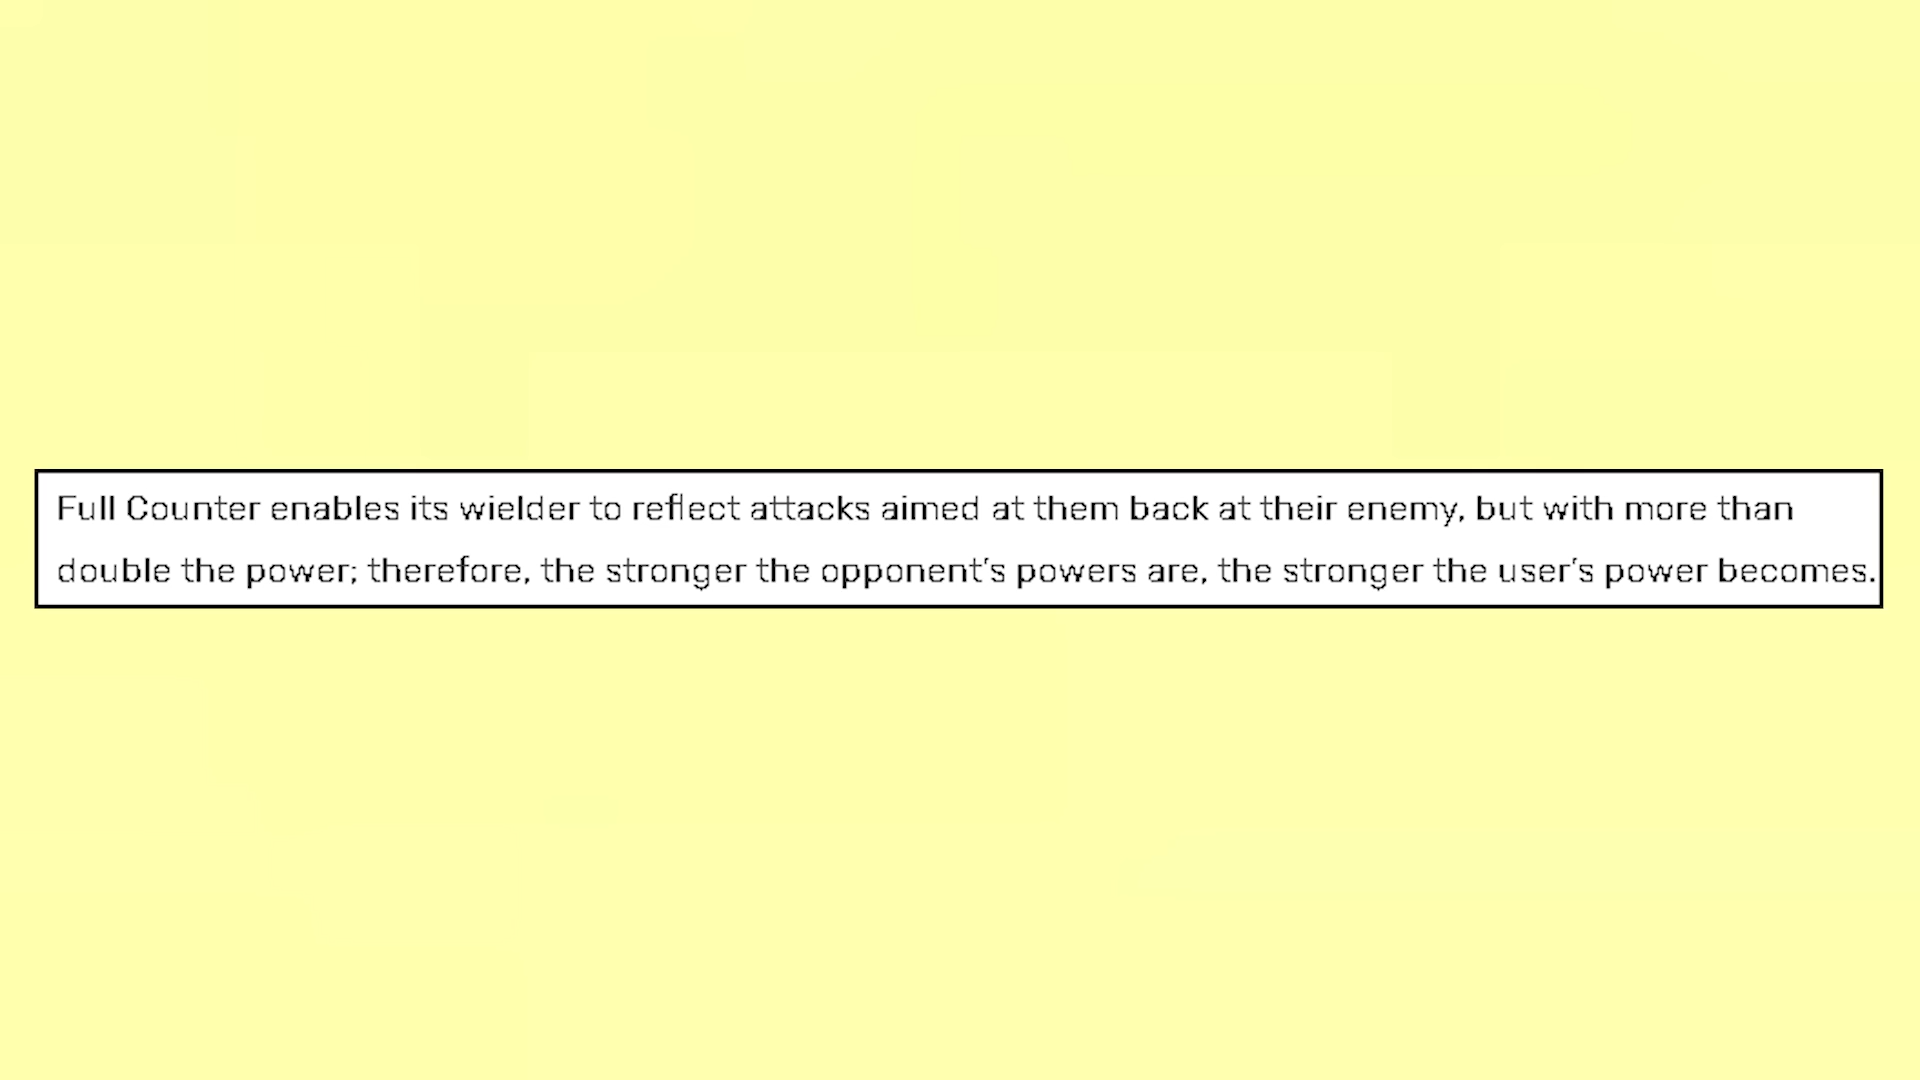 Full Counter enables its wielder to reflect attacks aimed at them back at their enemy, but with more than
double the power; therefore, the stronger the opponent's powers are, the stronger the user's power becomes.